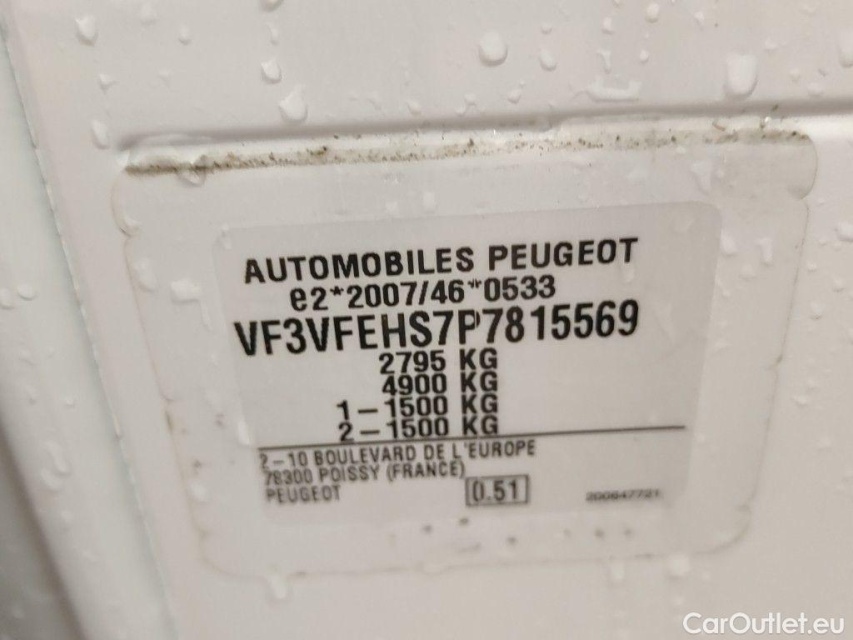 AUTOMOBILES PEUGEOT
e2*2007/46*0533
VF3VFEHS7P7815569
2795 KG
4900 KG
1-1500 KG
2-1500 KG
2-10 BOULEVARD DE L'EUROPE
78300 POISSY (FRANCE)
PEUGEOT
0.51
CarOutlet.eu